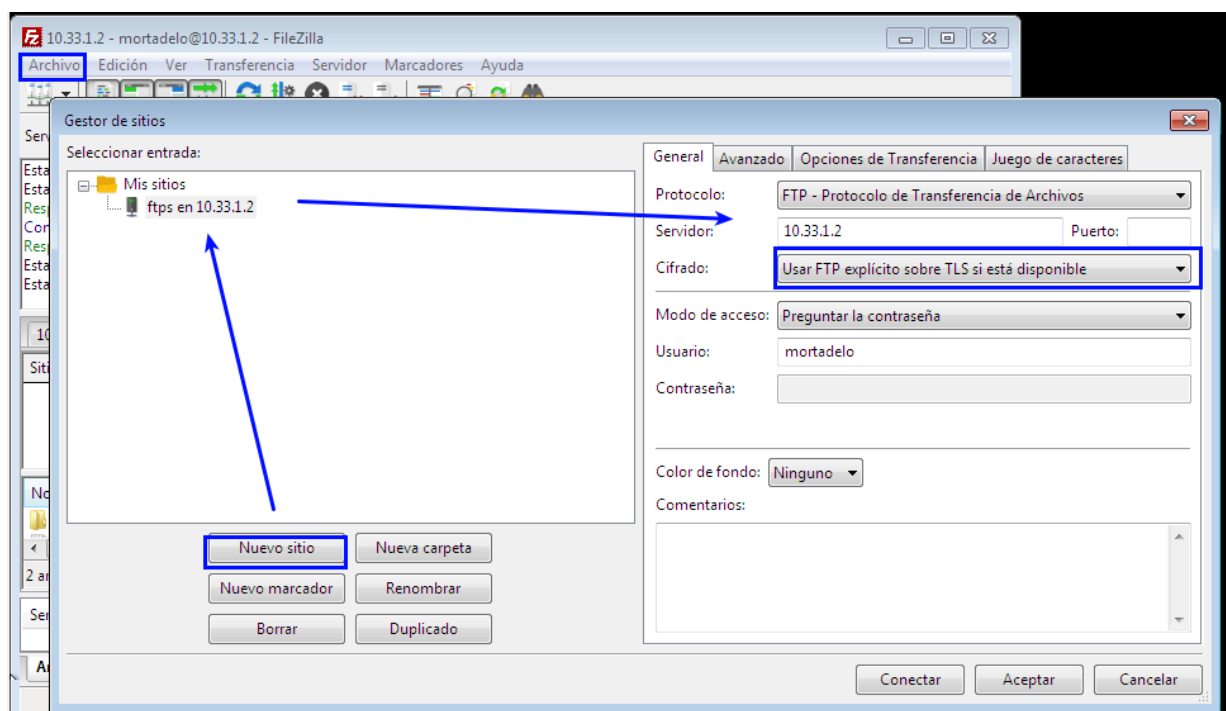 10.33.1.2 - mortadelo@10.33.1.2 - FileZilla
Archivo Edición Ver Transferencia Servidor Marcadores Ayuda
Gestor de sitios
Seleccionar entrada:
Mis sitios
ftps en 10.33.1.2
Nuevo sitio Nueva carpeta
Nuevo marcador Renombrar
Borrar Duplicado
General Avanzado Opciones de Transferencia Juego de caracteres
Protocolo: FTP - Protocolo de Transferencia de Archivos
Servidor: 10.33.1.2 Puerto:
Cifrado: Usar FTP explícito sobre TLS si está disponible
Modo de acceso: Preguntar la contraseña
Usuario: mortadelo
Contraseña:
Color de fondo: Ninguno
Comentarios:
Conectar Aceptar Cancelar